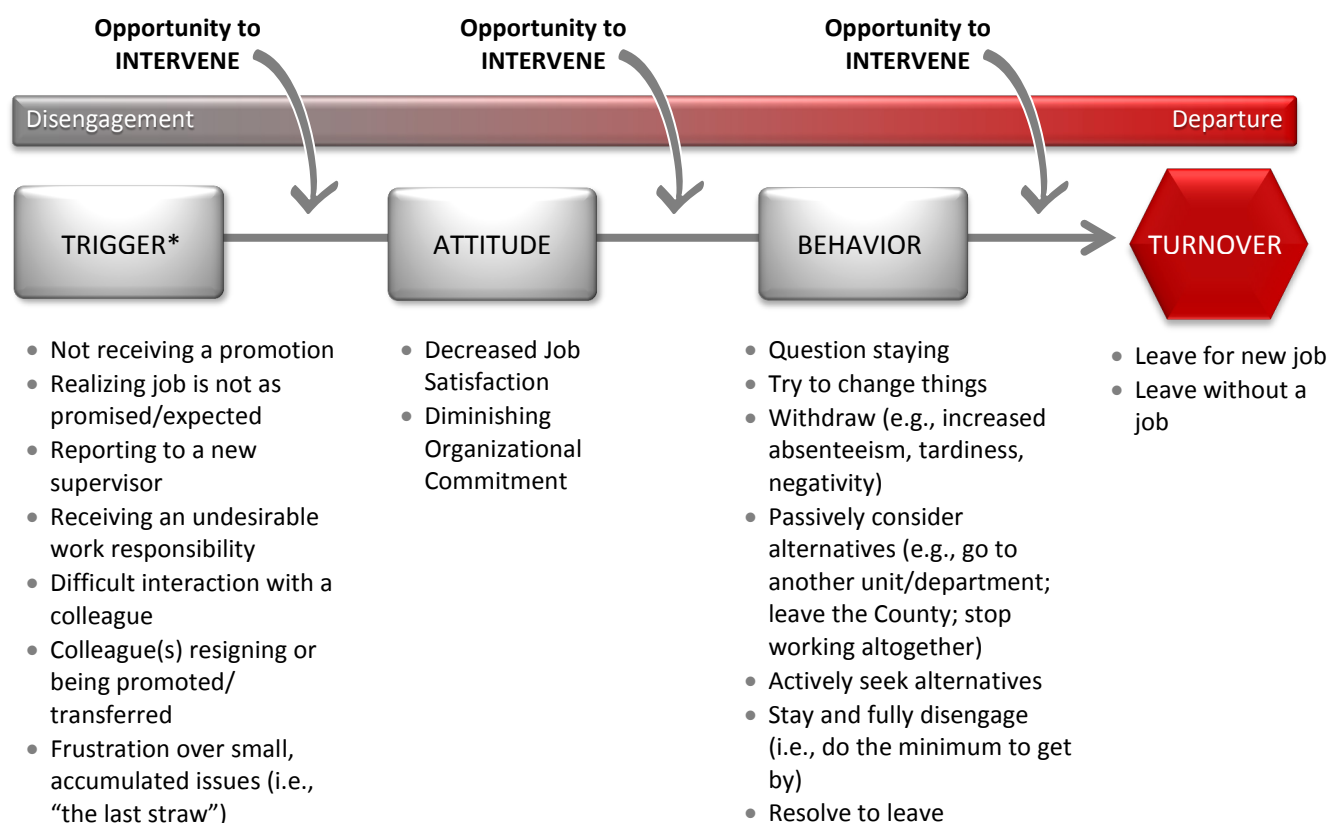 Opportunity to
INTERVENE
Opportunity to
INTERVENE
Opportunity to
INTERVENE
Disengagement
Departure
TRIGGER*
ATTITUDE
BEHAVIOR
TURNOVER
• Not receiving a promotion
• Realizing job is not as
promised/expected
• Reporting to a new
supervisor
• Receiving an undesirable
work responsibility
• Difficult interaction with a
colleague
• Colleague(s) resigning or
being promoted/
transferred
• Frustration over small,
accumulated issues (i.e.,
“the last straw”)
• Decreased Job
Satisfaction
• Diminishing
Organizational
Commitment
• Question staying
• Try to change things
• Withdraw (e.g., increased
absenteeism, tardiness,
negativity)
• Passively consider
alternatives (e.g., go to
another unit/department;
leave the County; stop
working altogether)
• Actively seek alternatives
• Stay and fully disengage
(i.e., do the minimum to get
by)
• Resolve to leave
• Leave for new job
• Leave without a
job